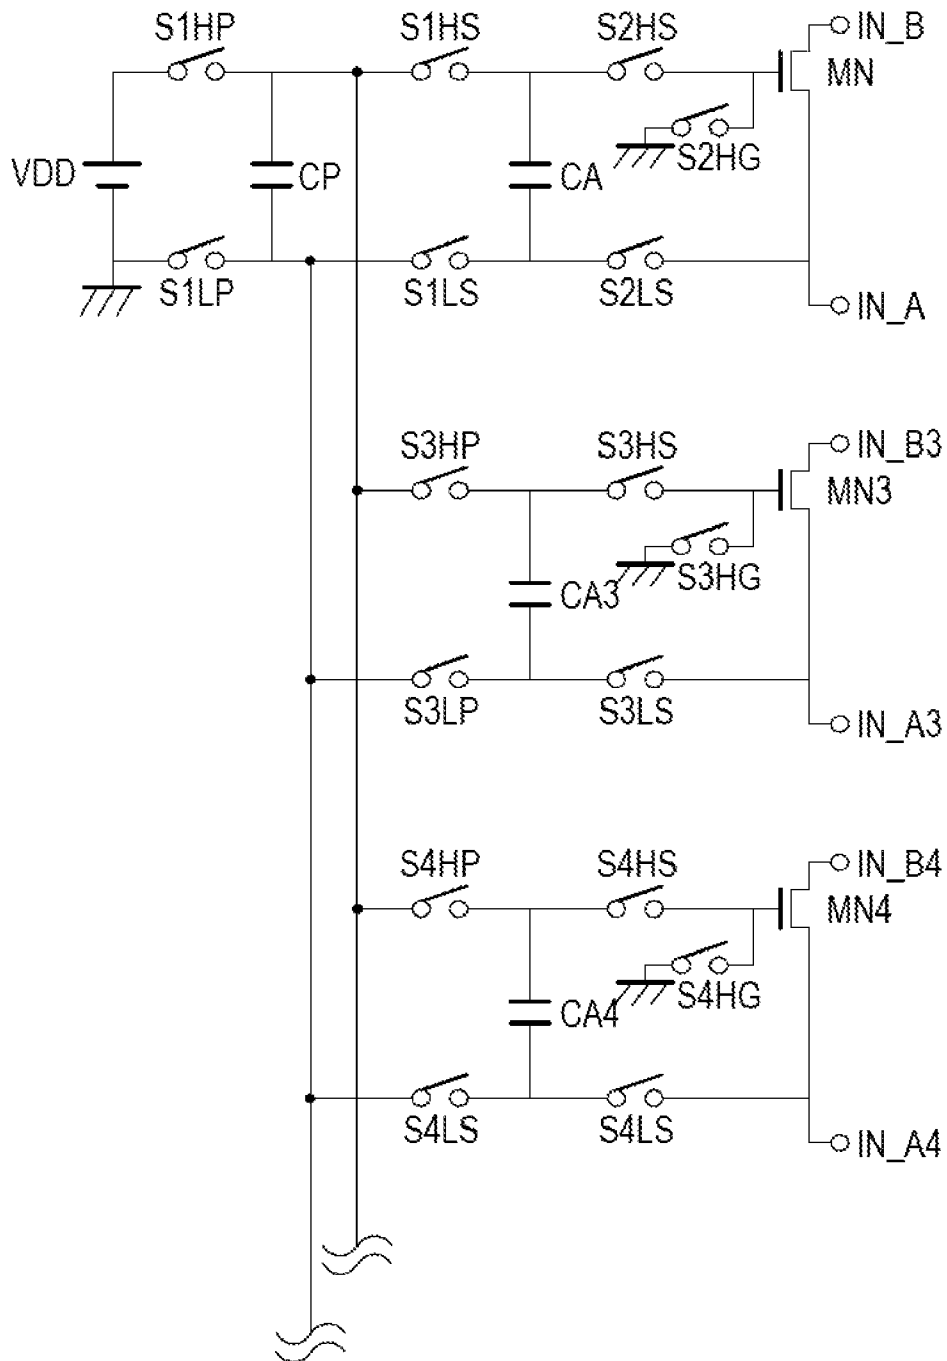 S1HP S1HS S2HS IN_B
MN
S2HG
VDD CP CA
S1LP S1LS S2LS
IN_A
S3HP S3HS IN_B3
MN3
S3HG
CA3
S3LP S3LS
IN_A3
S4HP S4HS IN_B4
MN4
S4HG
CA4
S4LS S4LS
IN_A4